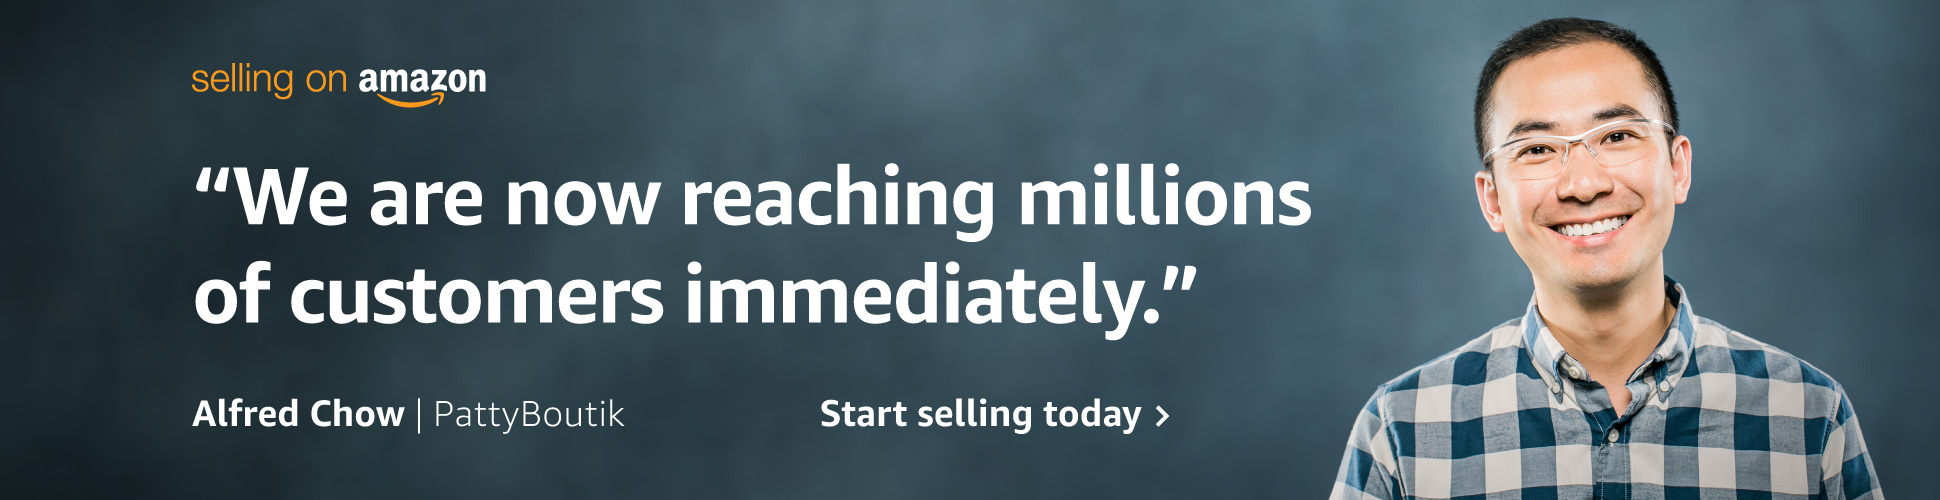 selling on amazon
“We are now reaching millions
of customers immediately.”
Alfred Chow | PattyBoutik
Start selling today >